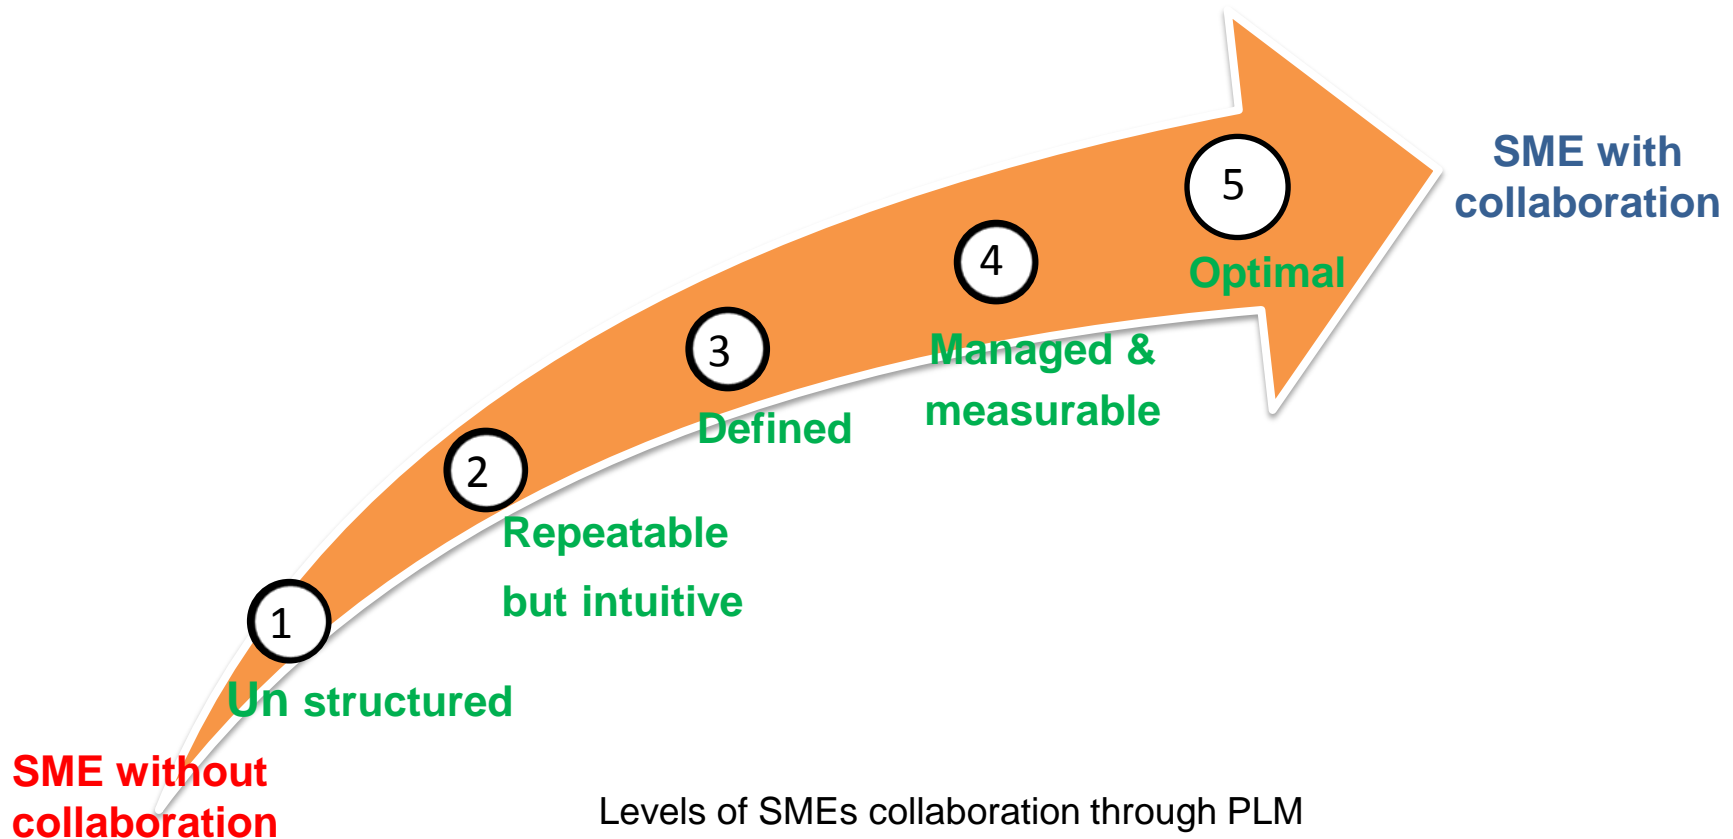 SME without
collaboration
1
Un structured
2
Repeatable
but intuitive
3
Defined
4
Managed &
measurable
5
Optimal
SME with
collaboration
Levels of SMEs collaboration through PLM